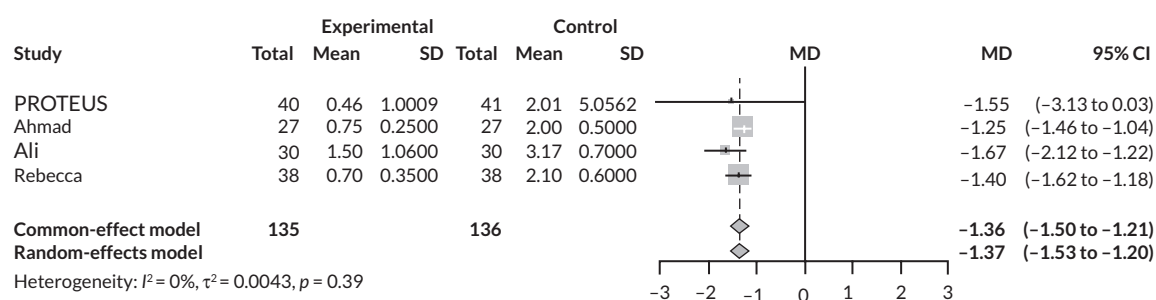 Experimental Control
Study Total Mean SD Total Mean SD MD MD 95% CI
PROTEUS 40 0.46 1.0009 41 2.01 5.0562 −1.55 (−3.13 to 0.03)
Ahmad 27 0.75 0.2500 27 2.00 0.5000 −1.25 (−1.46 to −1.04)
Ali 30 1.50 1.0600 30 3.17 0.7000 −1.67 (−2.12 to −1.22)
Rebecca 38 0.70 0.3500 38 2.10 0.6000 −1.40 (−1.62 to −1.18)
Common-effect model 135 136 −1.36 (−1.50 to −1.21)
Random-effects model −1.37 (−1.53 to −1.20)
Heterogeneity: I² = 0%, τ² = 0.0043, p = 0.39
−3 −2 −1 0 1 2 3